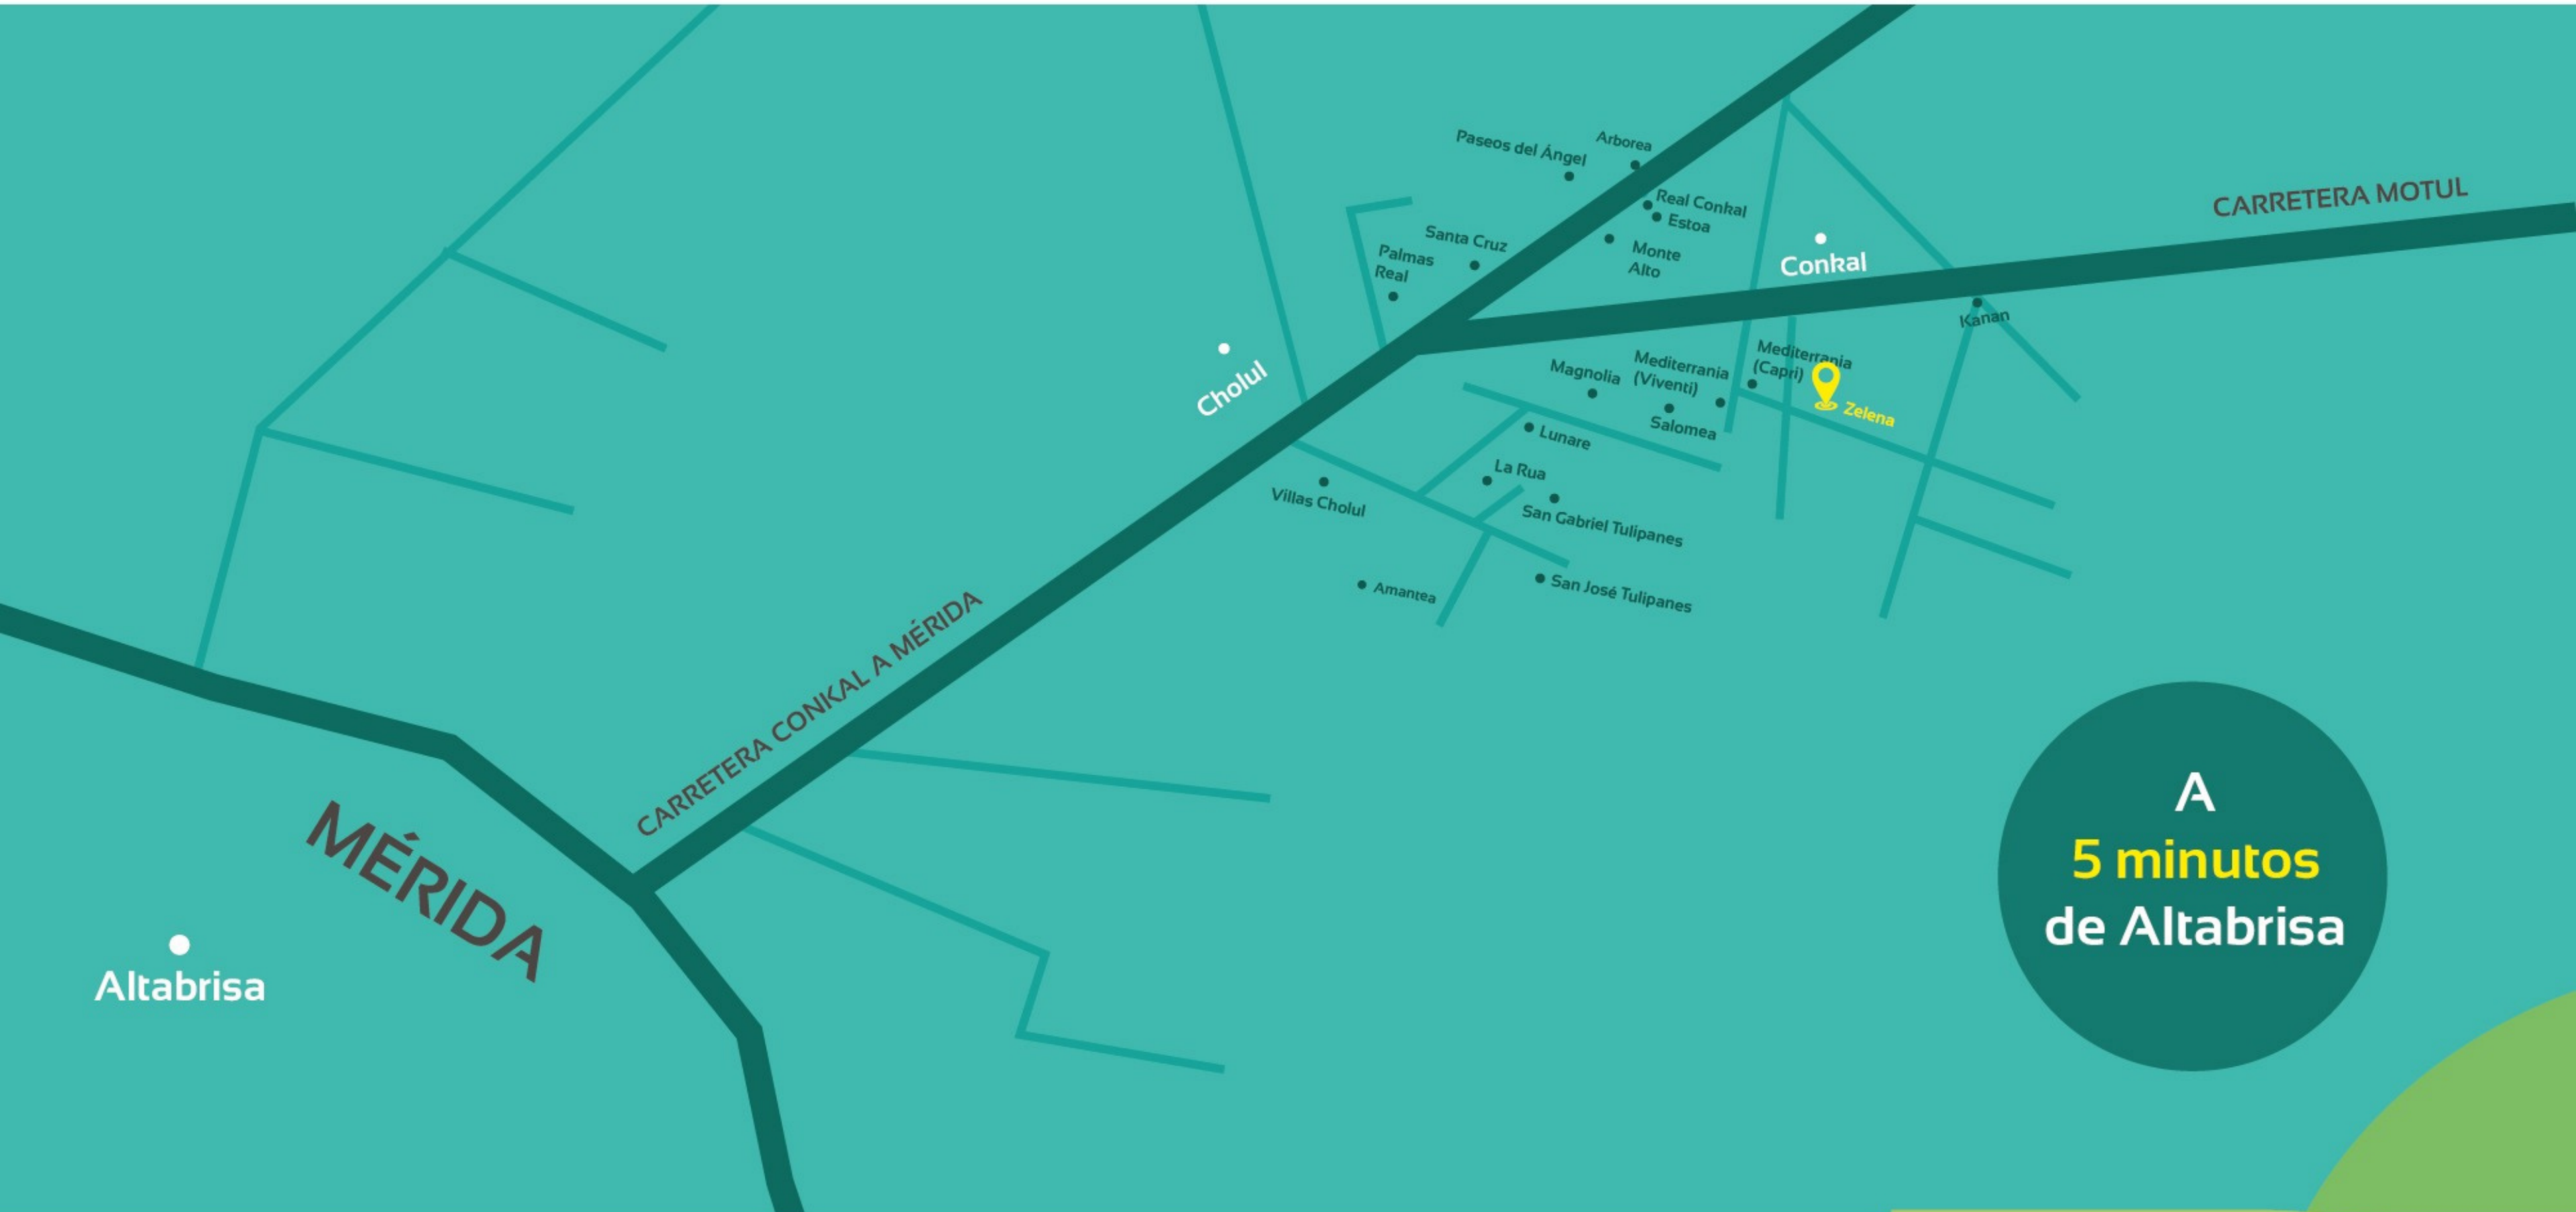 Paseos del Ángel
Arborea
Real Conkal
Estoa
Santa Cruz
Monte
Alto
Palmas
Real
Conkal
CARRETERA MOTUL
Kanan
Cholul
Magnolia
Mediterrania
(Viventi)
Mediterrania
(Capri)
Zelena
Salomea
Lunare
La Rua
Villas Cholul
San Gabriel Tulipanes
San José Tulipanes
Amantea
CARRETERA CONKAL A MÉRIDA
MÉRIDA
Altabrisa
A
5 minutos
de Altabrisa